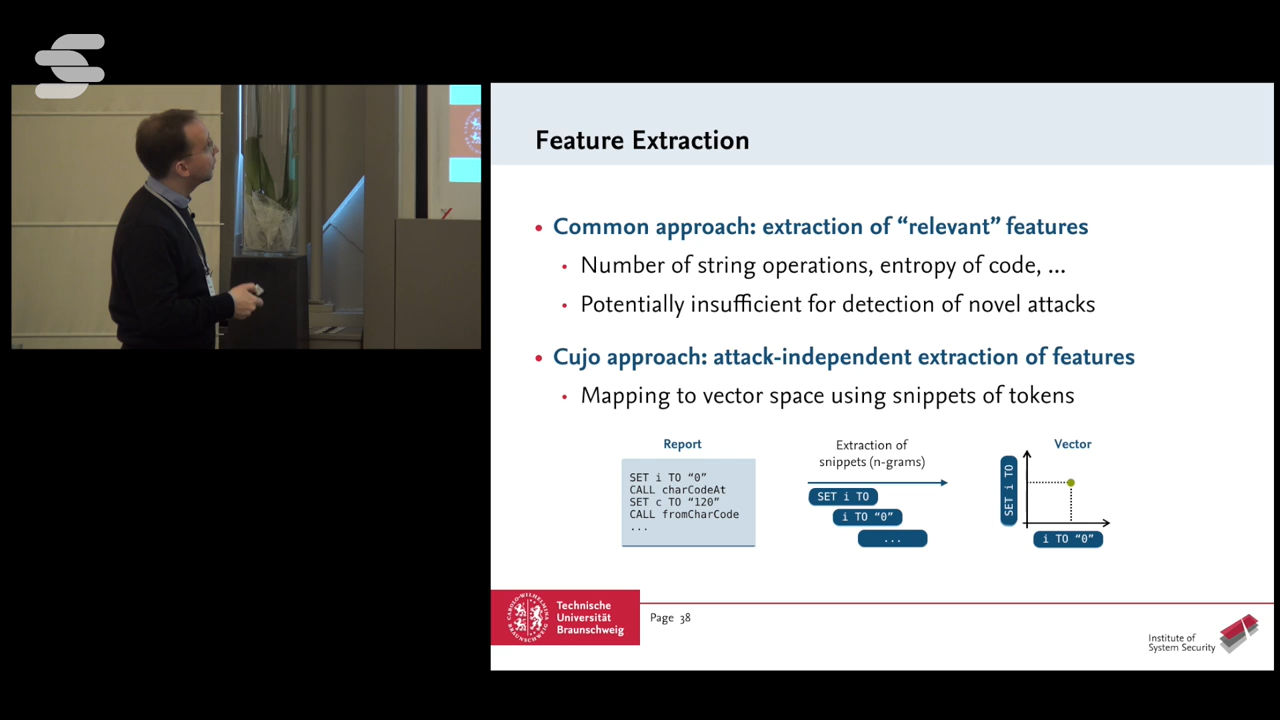 Feature Extraction
• Common approach: extraction of “relevant” features
• Number of string operations, entropy of code, ...
• Potentially insufficient for detection of novel attacks
• Cujo approach: attack-independent extraction of features
• Mapping to vector space using snippets of tokens
Report
SET i TO “0”
CALL charCodeAt
SET c TO “120”
CALL fromCharCode
...
Extraction of
snippets (n-grams)
SET i TO
i TO “0”
...
Vector
SET i TO
i TO “0”
Technische
Universität
Braunschweig
Page 38
Institute of
System Security